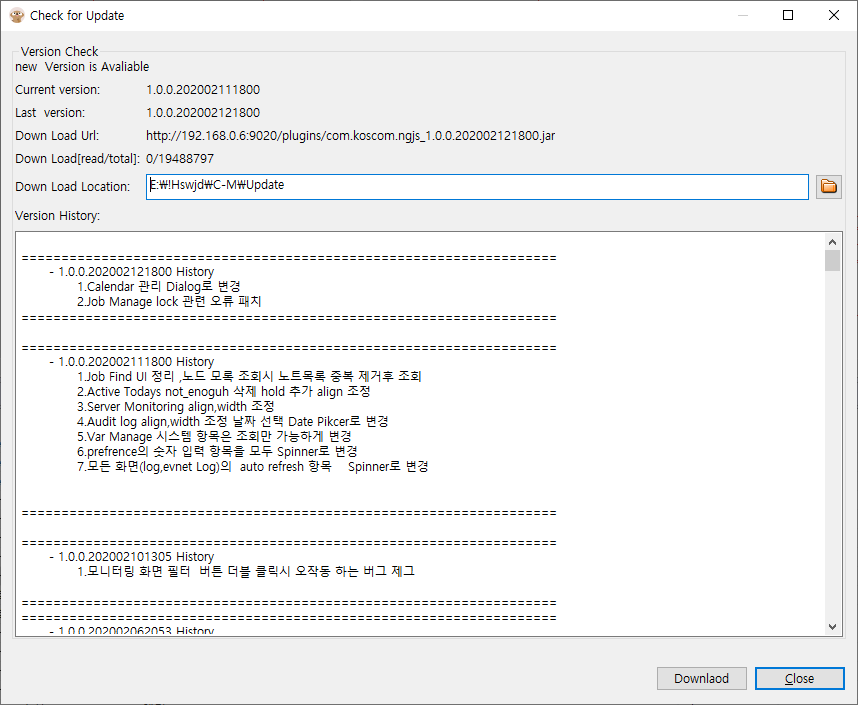 Check for Update
Version Check
new  Version is Avaliable
Current version: 1.0.0.202002111800
Last  version: 1.0.0.202002121800
Down Load Url: http://192.168.0.6:9020/plugins/com.koscom.ngjs_1.0.0.202002121800.jar
Down Load[read/total]: 0/19488797
Down Load Location: E:₩!Hswjd₩C-M₩Update
Version History:
===================================================================
- 1.0.0.202002121800 History
1.Calendar 관리 Dialog로 변경
2.Job Manage lock 관련 오류 패치
===================================================================
===================================================================
- 1.0.0.202002111800 History
1.Job Find UI 정리 ,노드 모록 조회시 노트목록 중복 제거후 조회
2.Active Todays not_enoguh 삭제 hold 추가 align 조정
3.Server Monitoring align,width 조정
4.Audit log align,width 조정 날짜 선택 Date Pikcer로 변경
5.Var Manage 시스템 항목은 조회만 가능하게 변경
6.prefrence의 숫자 입력 항목을 모두 Spinner로 변경
7.모든 화면(log,evnet Log)의  auto refresh 항목    Spinner로 변경
===================================================================
===================================================================
- 1.0.0.202002101305 History
1.모니터링 화면 필터  버튼 더블 클릭시 오작동 하는 버그 제그
===================================================================
===================================================================
- 1.0.0.202002062053 History
Downlaod
Close